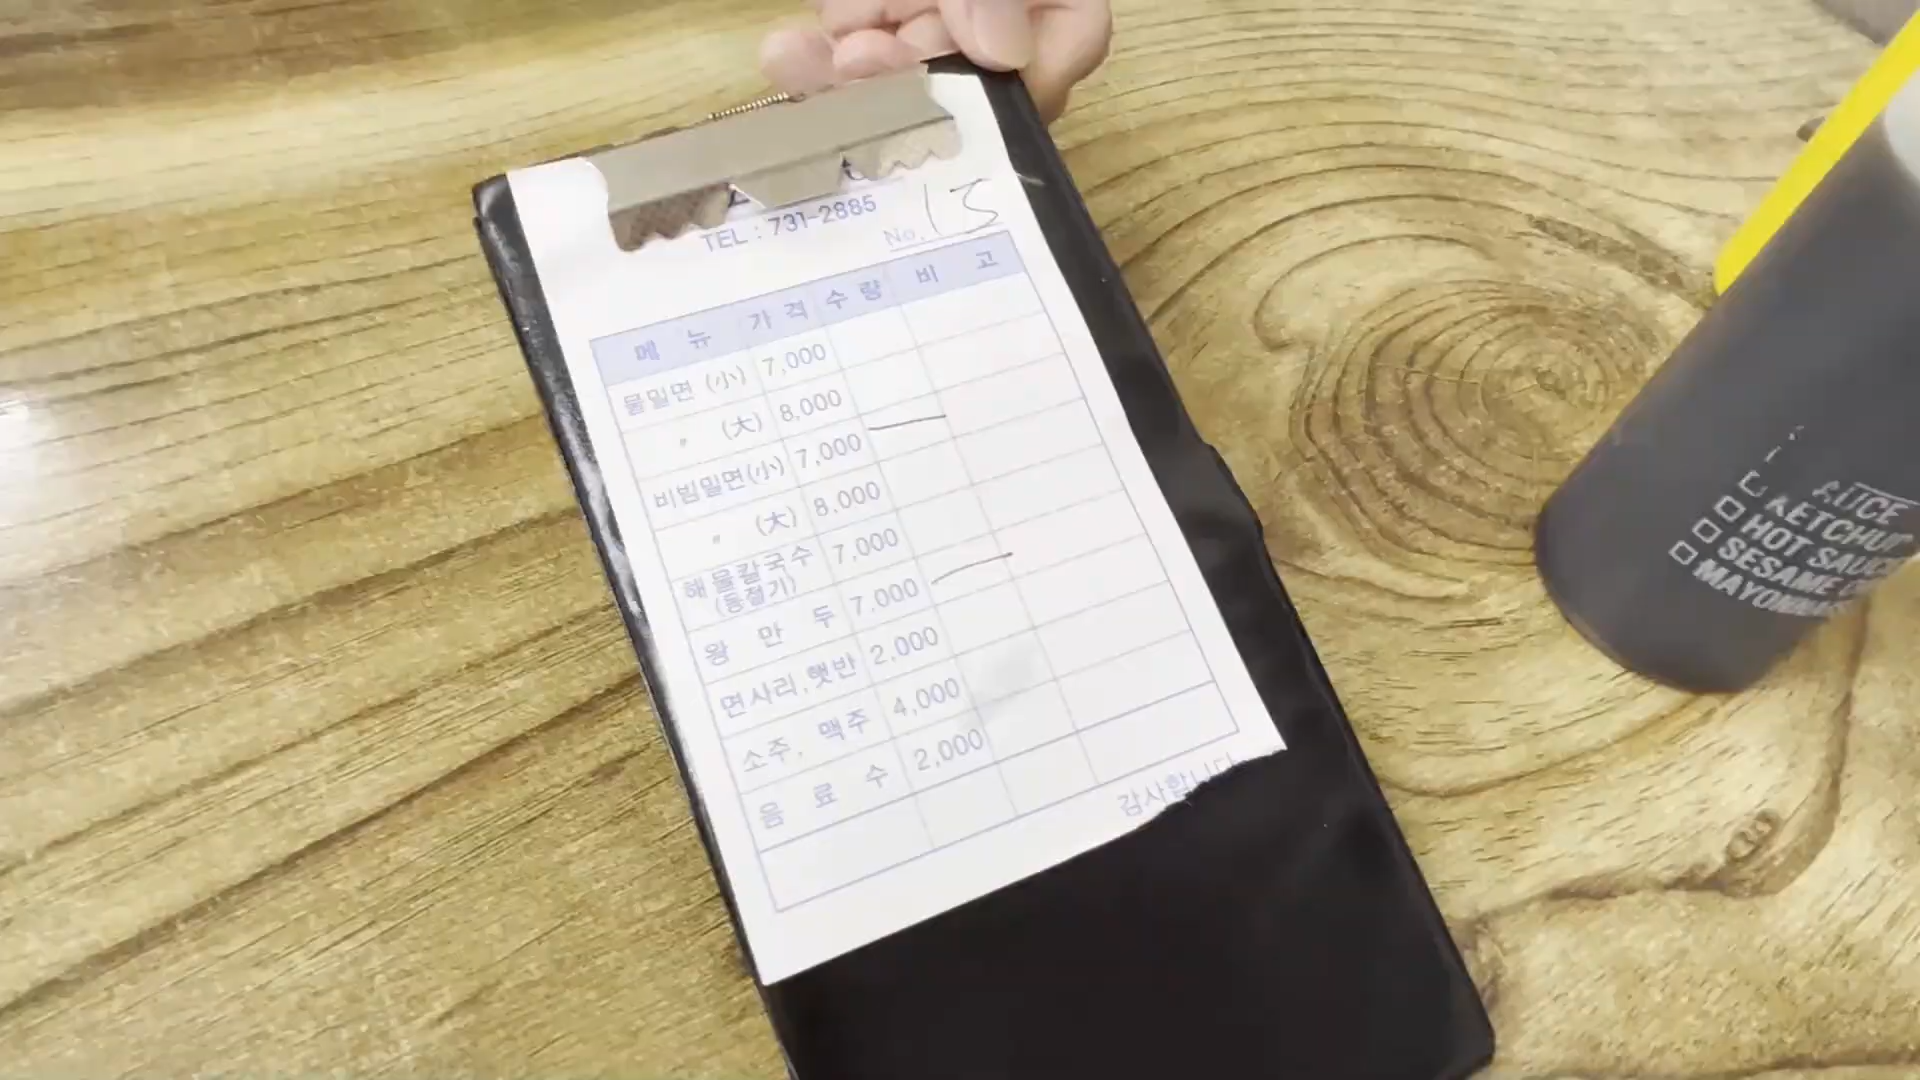 TEL : 731-2885
No. 15
메 뉴 가 격 수 량 비 고
물밀면 (小) 7,000
〃 (大) 8,000
비빔밀면(小) 7,000
〃 (大) 8,000
해물칼국수 7,000
(동절기)
왕 만 두 7,000
면사리, 햇반 2,000
소주, 맥주 4,000
음 료 수 2,000
감사합니다
KETCHUP
HOT SAUCE
SESAME
MAYONNAISE